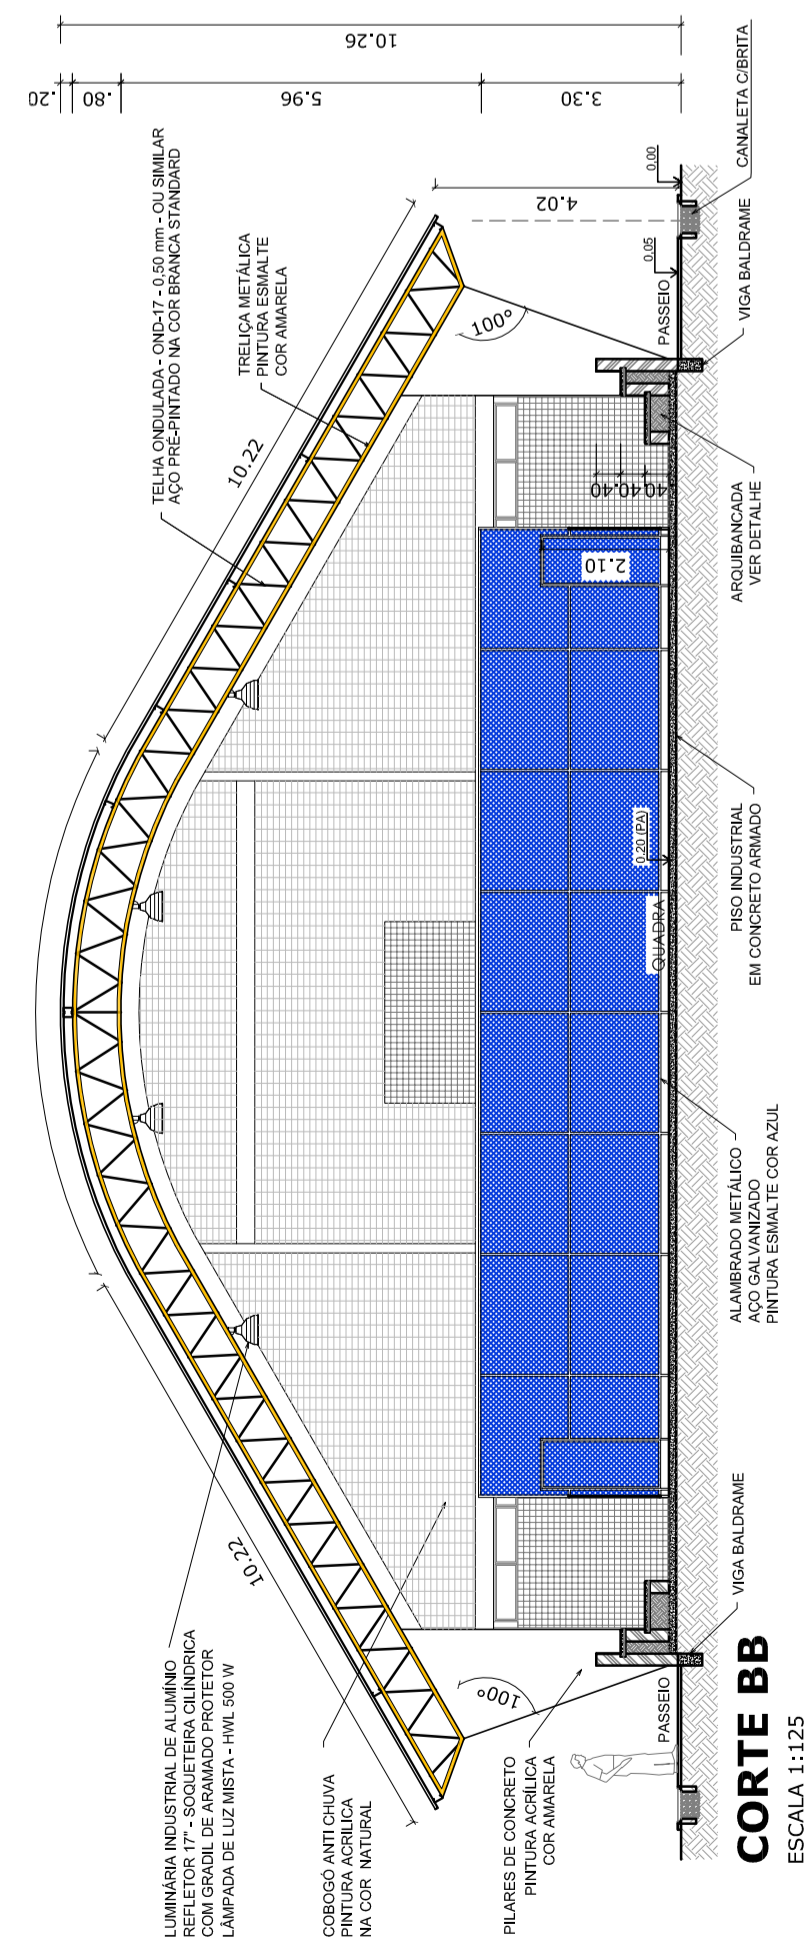 10.26
.20
.80
5.96
3.30
TELHA ONDULADA - OND-17 - 0,50 mm - OU SIMILAR
AÇO PRÉ-PINTADO NA COR BRANCA STANDARD
TRELIÇA METÁLICA
PINTURA ESMALTE
COR AMARELA
10.22
10.22
4.02
0.00
0.05
CANALETA C/BRITA
VIGA BALDRAME
PASSEIO
100°
ARQUIBANCADA
VER DETALHE
.40
.40
.40
2.10
0.20 (PA)
QUADRA
PISO INDUSTRIAL
EM CONCRETO ARMADO
ALAMBRADO METÁLICO
AÇO GALVANIZADO
PINTURA ESMALTE COR AZUL
LUMINÁRIA INDUSTRIAL DE ALUMÍNIO
REFLETOR 17" - SOQUETEIRA CILÍNDRICA
COM GRADIL DE ARAMADO PROTETOR
LÂMPADA DE LUZ MISTA - HWL 500 W
COBOGÓ ANTI CHUVA
PINTURA ACRILICA
NA COR NATURAL
PILARES DE CONCRETO
PINTURA ACRÍLICA
COR AMARELA
100°
PASSEIO
VIGA BALDRAME
CORTE BB
ESCALA 1:125